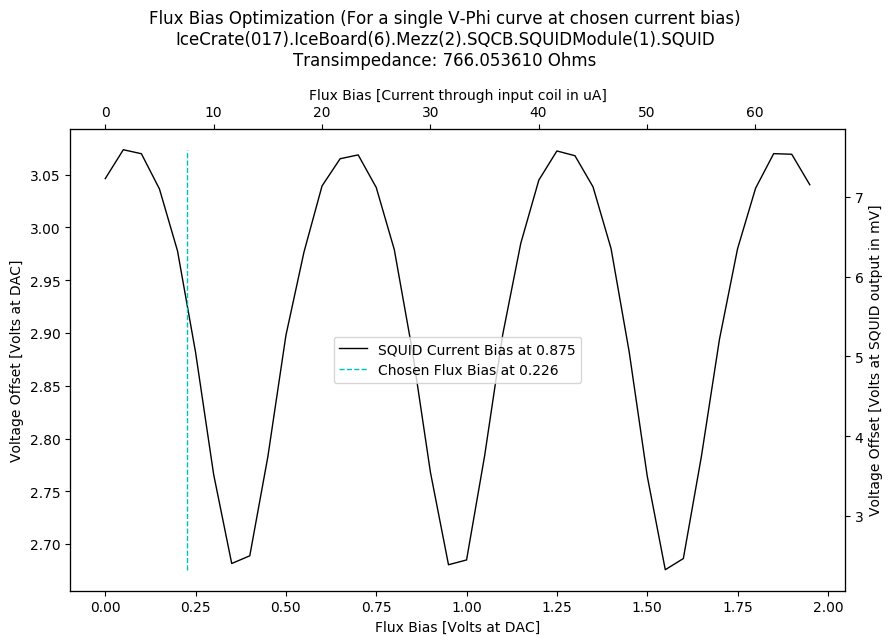 Flux Bias Optimization (For a single V-Phi curve at chosen current bias)
IceCrate(017).IceBoard(6).Mezz(2).SQCB.SQUIDModule(1).SQUID
Transimpedance: 766.053610 Ohms
Flux Bias [Current through input coil in uA]
0 10 20 30 40 50 60
Voltage Offset [Volts at DAC]
3.05
3.00
2.95
2.90
2.85
2.80
2.75
2.70
SQUID Current Bias at 0.875
Chosen Flux Bias at 0.226
7
6
5
4
3
Voltage Offset [Volts at SQUID output in mV]
0.00 0.25 0.50 0.75 1.00 1.25 1.50 1.75 2.00
Flux Bias [Volts at DAC]